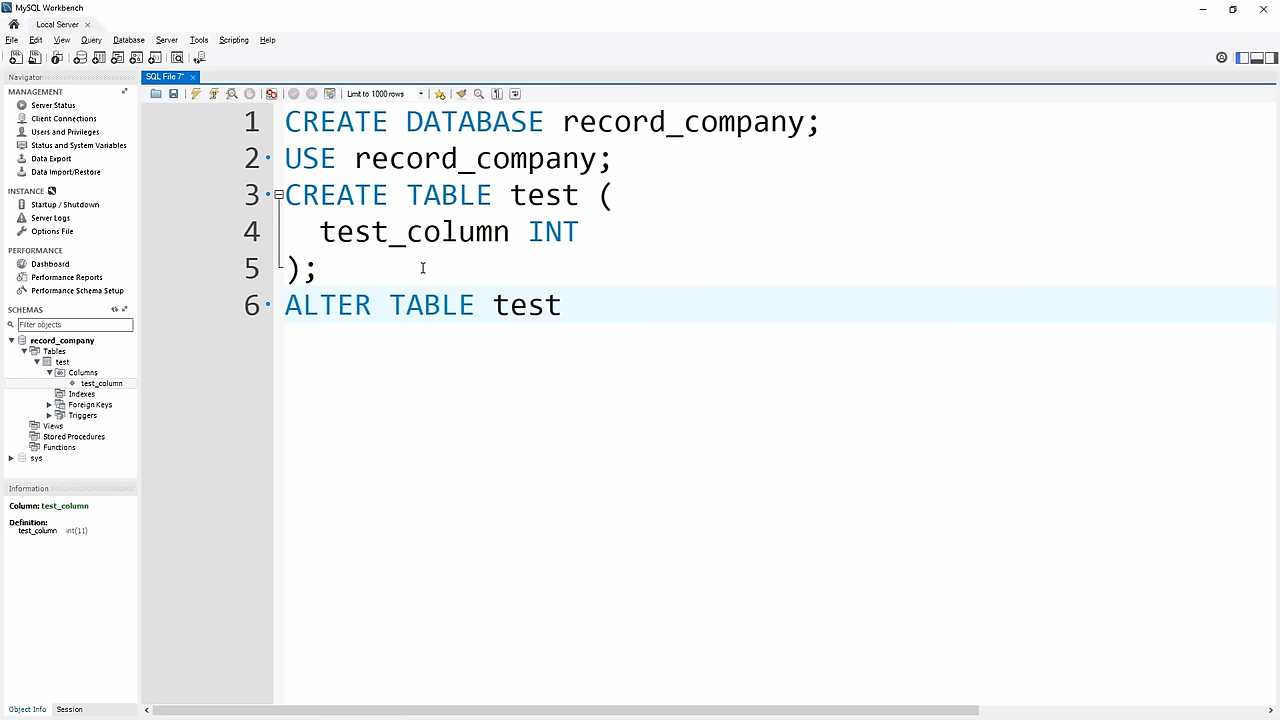 MySQL Workbench
Local Server
File Edit View Query Database Server Tools Scripting Help
Navigator
SQL File 7*
MANAGEMENT
Server Status
Client Connections
Users and Privileges
Status and System Variables
Data Export
Data Import/Restore
INSTANCE
Startup / Shutdown
Server Logs
Options File
PERFORMANCE
Dashboard
Performance Reports
Performance Schema Setup
SCHEMAS
Filter objects
record_company
Tables
test
Columns
test_column
Indexes
Foreign Keys
Triggers
Views
Stored Procedures
Functions
sys
Information
Column: test_column
Definition:
test_column int(11)
Object Info Session
Limit to 1000 rows
1 CREATE DATABASE record_company;
2 USE record_company;
3 CREATE TABLE test (
4 test_column INT
5 );
6 ALTER TABLE test